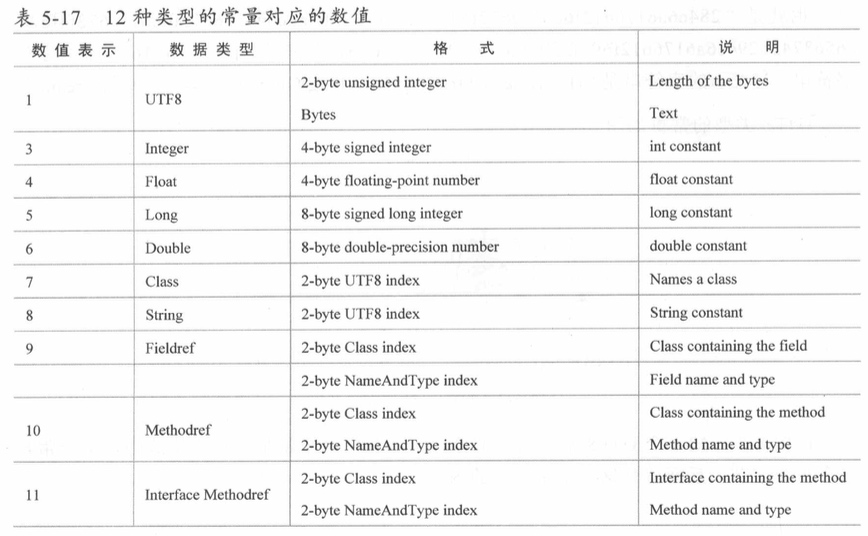 表 5-17 12 种类型的常量对应的数值
数值表示 数据类型 格 式 说 明
1 UTF8 2-byte unsigned integer Length of the bytes
Bytes Text
3 Integer 4-byte signed integer int constant
4 Float 4-byte floating-point number float constant
5 Long 8-byte signed long integer long constant
6 Double 8-byte double-precision number double constant
7 Class 2-byte UTF8 index Names a class
8 String 2-byte UTF8 index String constant
9 Fieldref 2-byte Class index Class containing the field
2-byte NameAndType index Field name and type
10 Methodref 2-byte Class index Class containing the method
2-byte NameAndType index Method name and type
11 Interface Methodref 2-byte Class index Interface containing the method
2-byte NameAndType index Method name and type